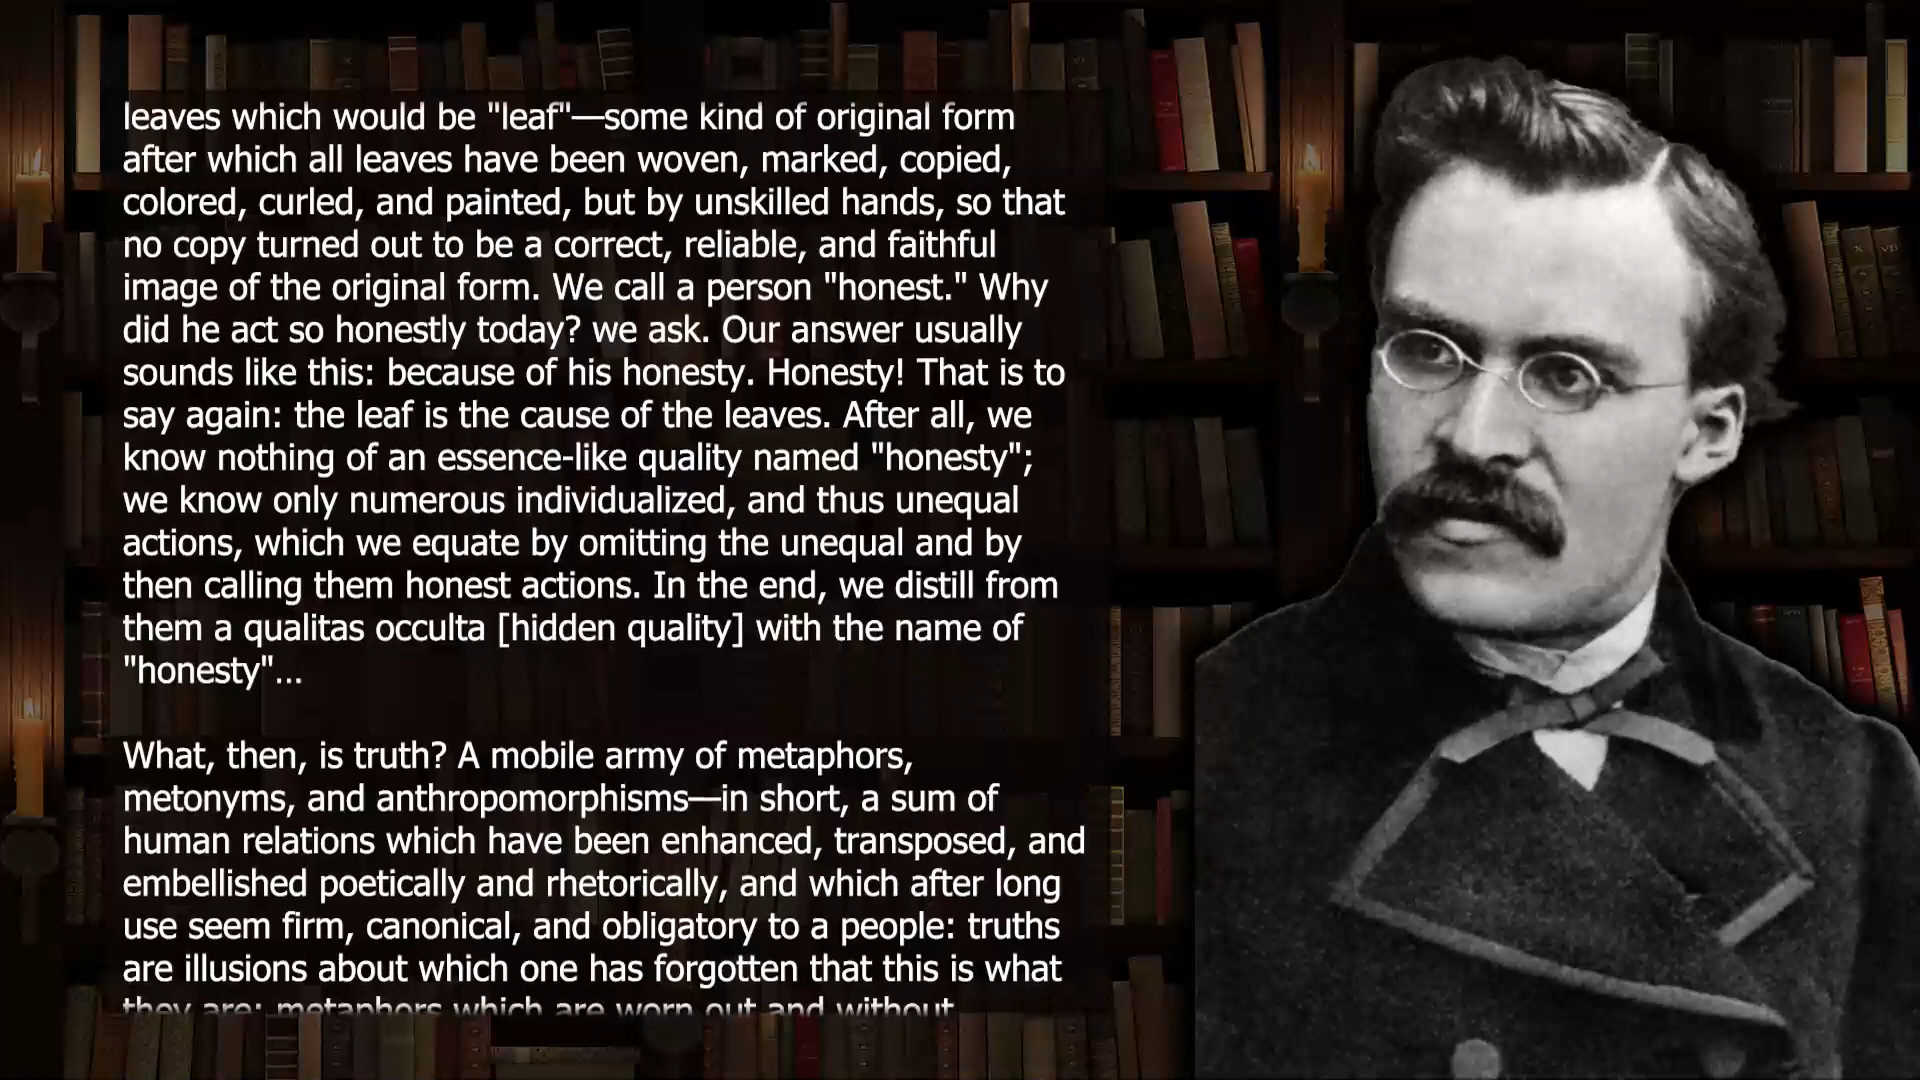 leaves which would be "leaf"—some kind of original form
after which all leaves have been woven, marked, copied,
colored, curled, and painted, but by unskilled hands, so that
no copy turned out to be a correct, reliable, and faithful
image of the original form. We call a person "honest." Why
did he act so honestly today? we ask. Our answer usually
sounds like this: because of his honesty. Honesty! That is to
say again: the leaf is the cause of the leaves. After all, we
know nothing of an essence-like quality named "honesty";
we know only numerous individualized, and thus unequal
actions, which we equate by omitting the unequal and by
then calling them honest actions. In the end, we distill from
them a qualitas occulta [hidden quality] with the name of
"honesty"...
What, then, is truth? A mobile army of metaphors,
metonyms, and anthropomorphisms—in short, a sum of
human relations which have been enhanced, transposed, and
embellished poetically and rhetorically, and which after long
use seem firm, canonical, and obligatory to a people: truths
are illusions about which one has forgotten that this is what
they are; metaphors which are worn out and without